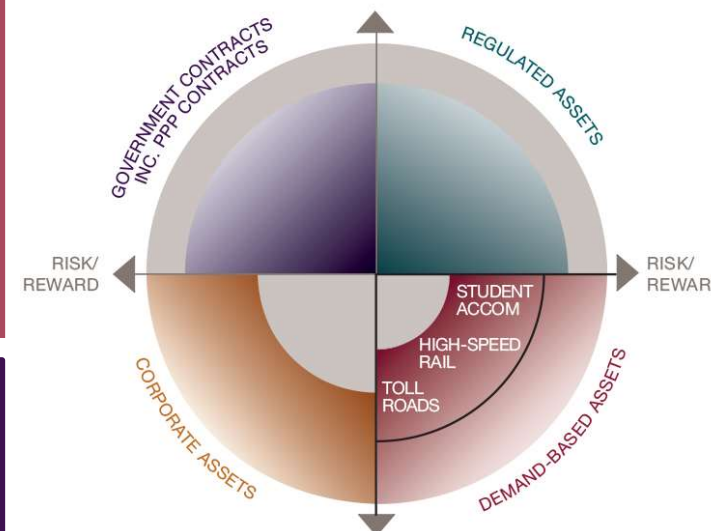 GOVERNMENT CONTRACTS
INC. PPP CONTRACTS
REGULATED ASSETS
RISK/
REWARD
RISK/
REWAR
STUDENT
ACCOM
HIGH-SPEED
RAIL
TOLL
ROADS
CORPORATE ASSETS
DEMAND-BASED ASSETS